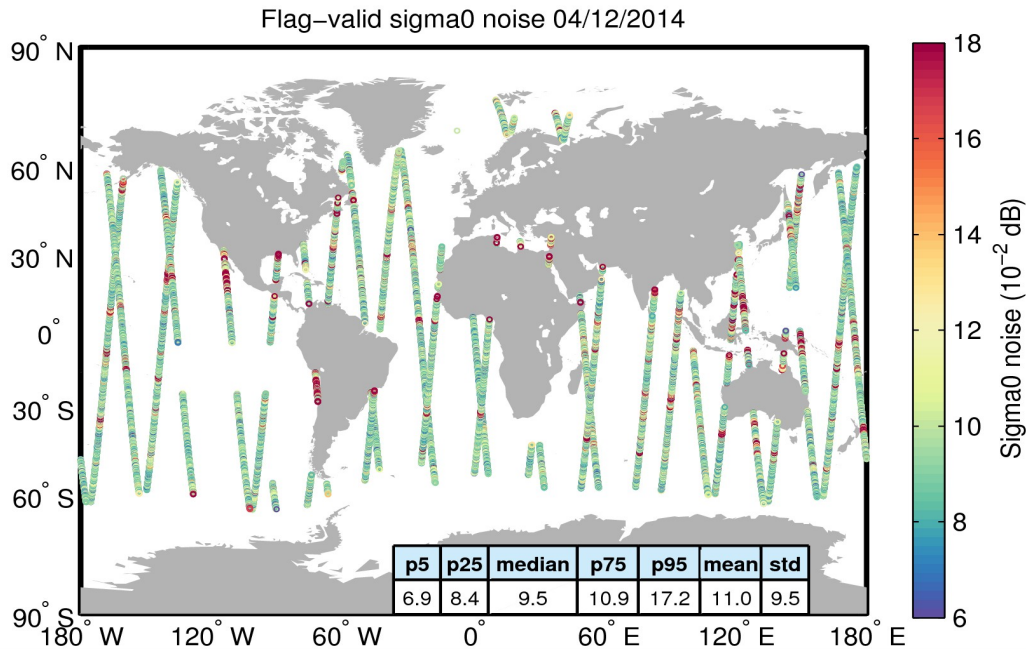 Flag-valid sigma0 noise 04/12/2014
90° N
60° N
30° N
0°
30° S
60° S
90° S
180° W
120° W
60° W
0°
60° E
120° E
180° E
p5 p25 median p75 p95 mean std
6.9 8.4 9.5 10.9 17.2 11.0 9.5
18
16
14
12
10
8
6
Sigma0 noise (10⁻² dB)